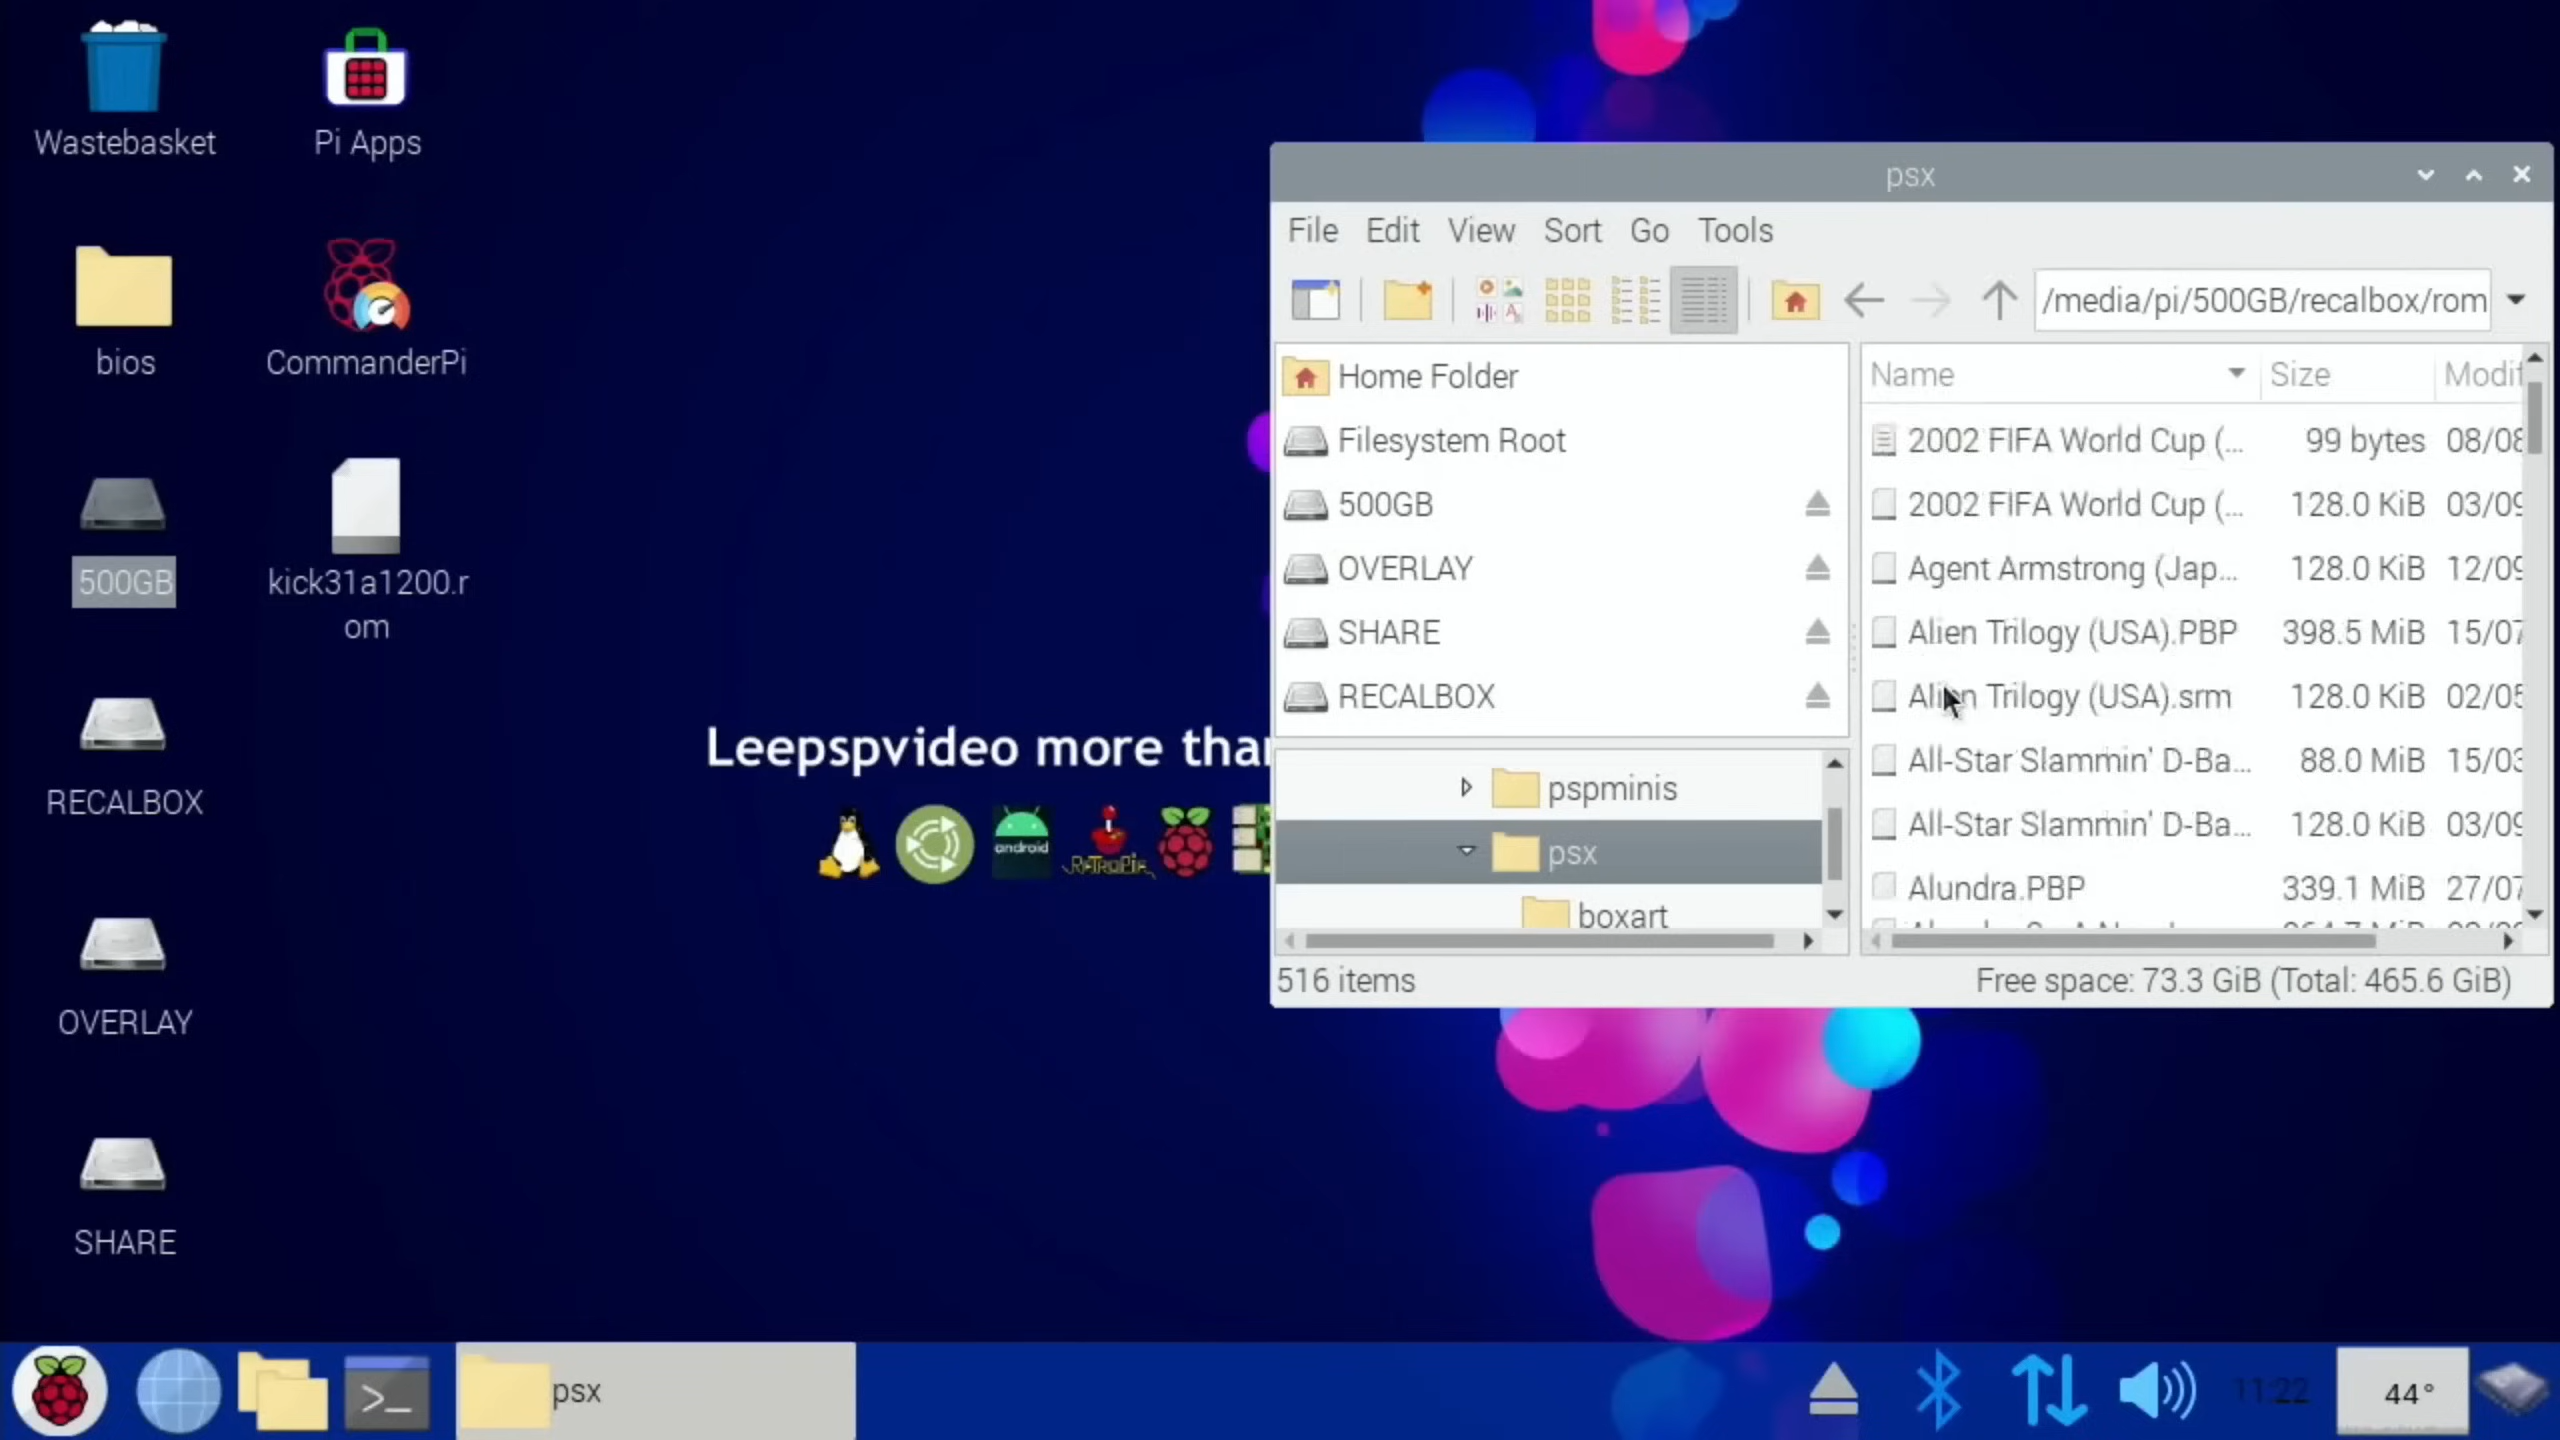 Wastebasket
Pi Apps
bios
CommanderPi
500GB
kick31a1200.r
om
RECALBOX
OVERLAY
SHARE
Leepspvideo more than
android
RetroPie
psx
File Edit View Sort Go Tools
/media/pi/500GB/recalbox/rom
Home Folder
Filesystem Root
500GB
OVERLAY
SHARE
RECALBOX
pspminis
psx
boxart
Name Size Modif
2002 FIFA World Cup (... 99 bytes 08/08
2002 FIFA World Cup (... 128.0 KiB 03/09
Agent Armstrong (Jap... 128.0 KiB 12/09
Alien Trilogy (USA).PBP 398.5 MiB 15/07
Alien Trilogy (USA).srm 128.0 KiB 02/05
All-Star Slammin' D-Ba... 88.0 MiB 15/03
All-Star Slammin' D-Ba... 128.0 KiB 03/09
Alundra.PBP 339.1 MiB 27/07
516 items
Free space: 73.3 GiB (Total: 465.6 GiB)
psx
11:22
44°